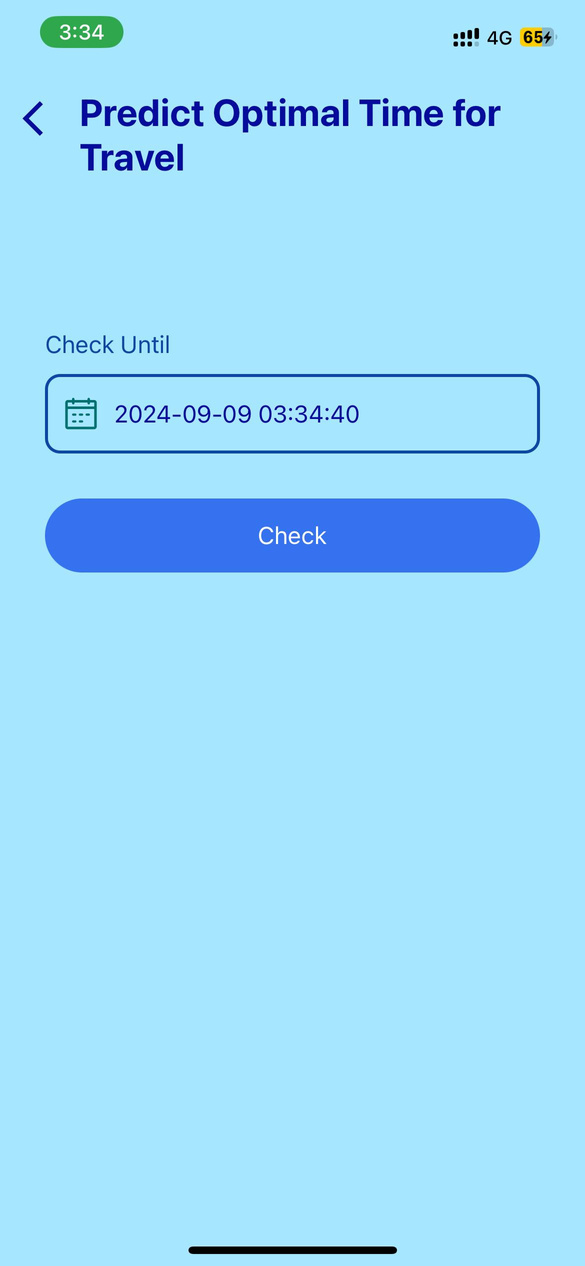 3:34
4G 65
Predict Optimal Time for
Travel
Check Until
2024-09-09 03:34:40
Check